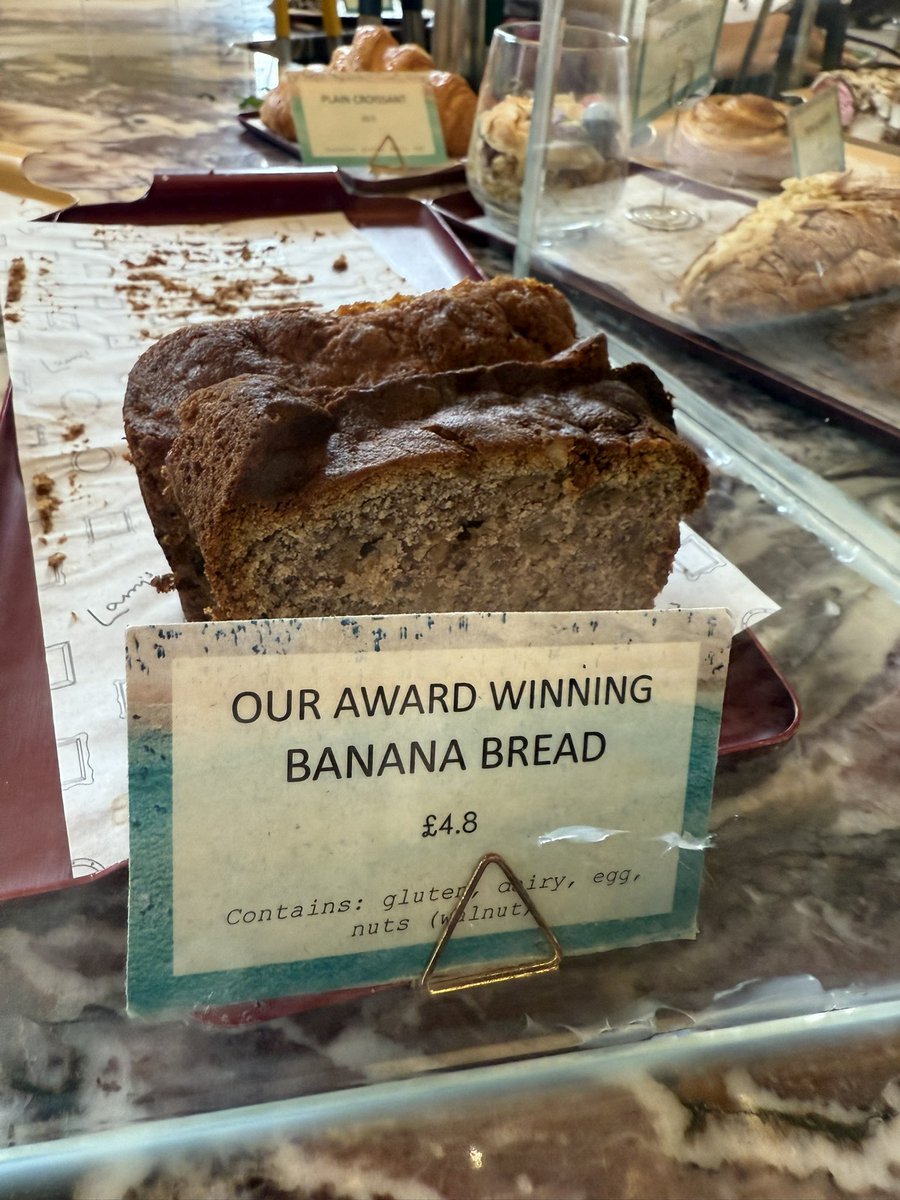 PLAIN CROISSANT
OUR AWARD WINNING
BANANA BREAD
£4.8
Contains: gluten, dairy, egg,
nuts (walnut)